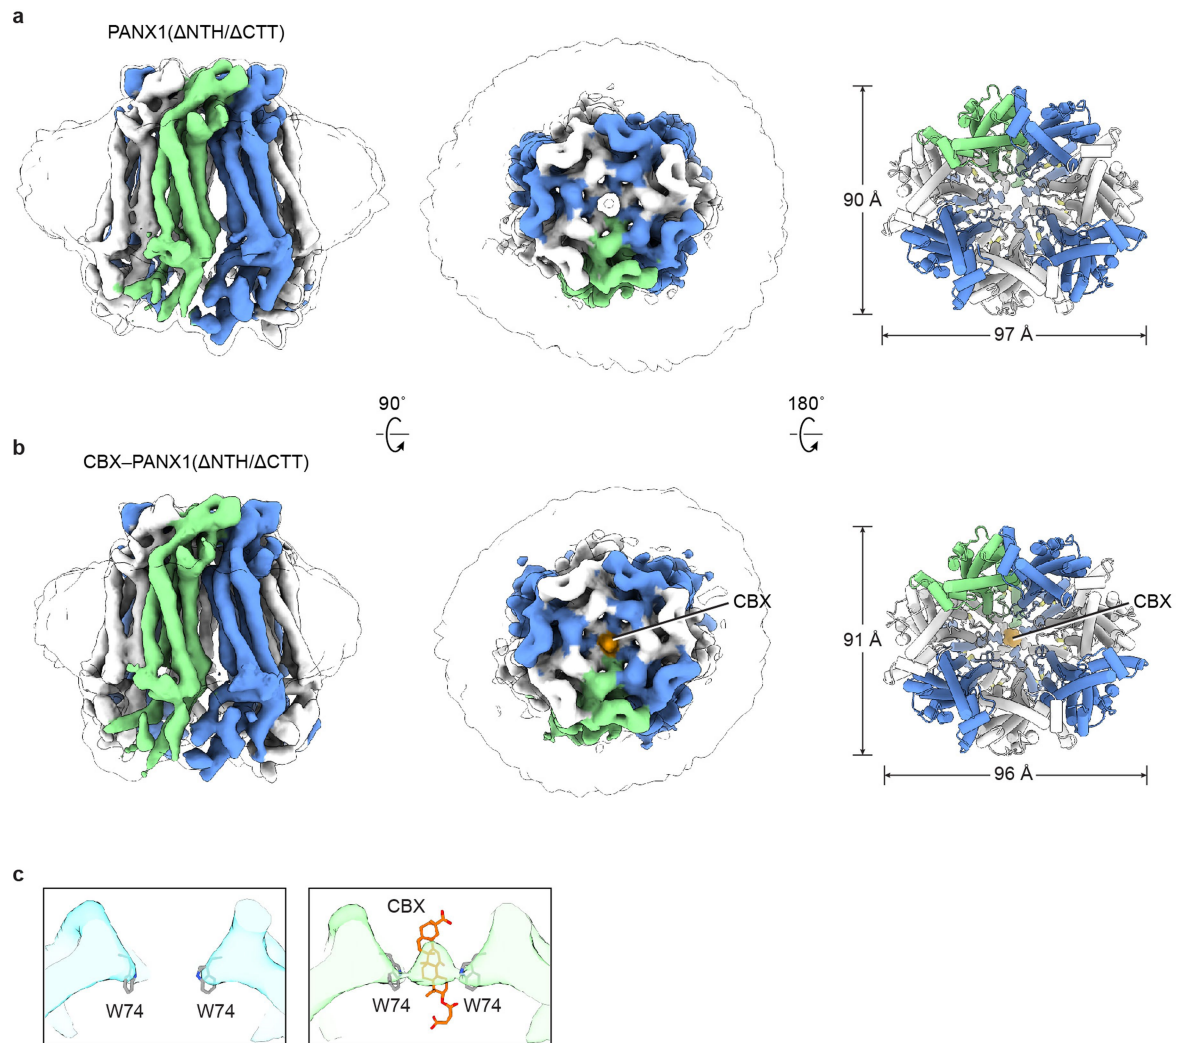 a
PANX1(ΔNTH/ΔCTT)
90 Å
97 Å
90°
180°
b
CBX–PANX1(ΔNTH/ΔCTT)
CBX
CBX
91 Å
96 Å
c
CBX
W74
W74
W74
W74